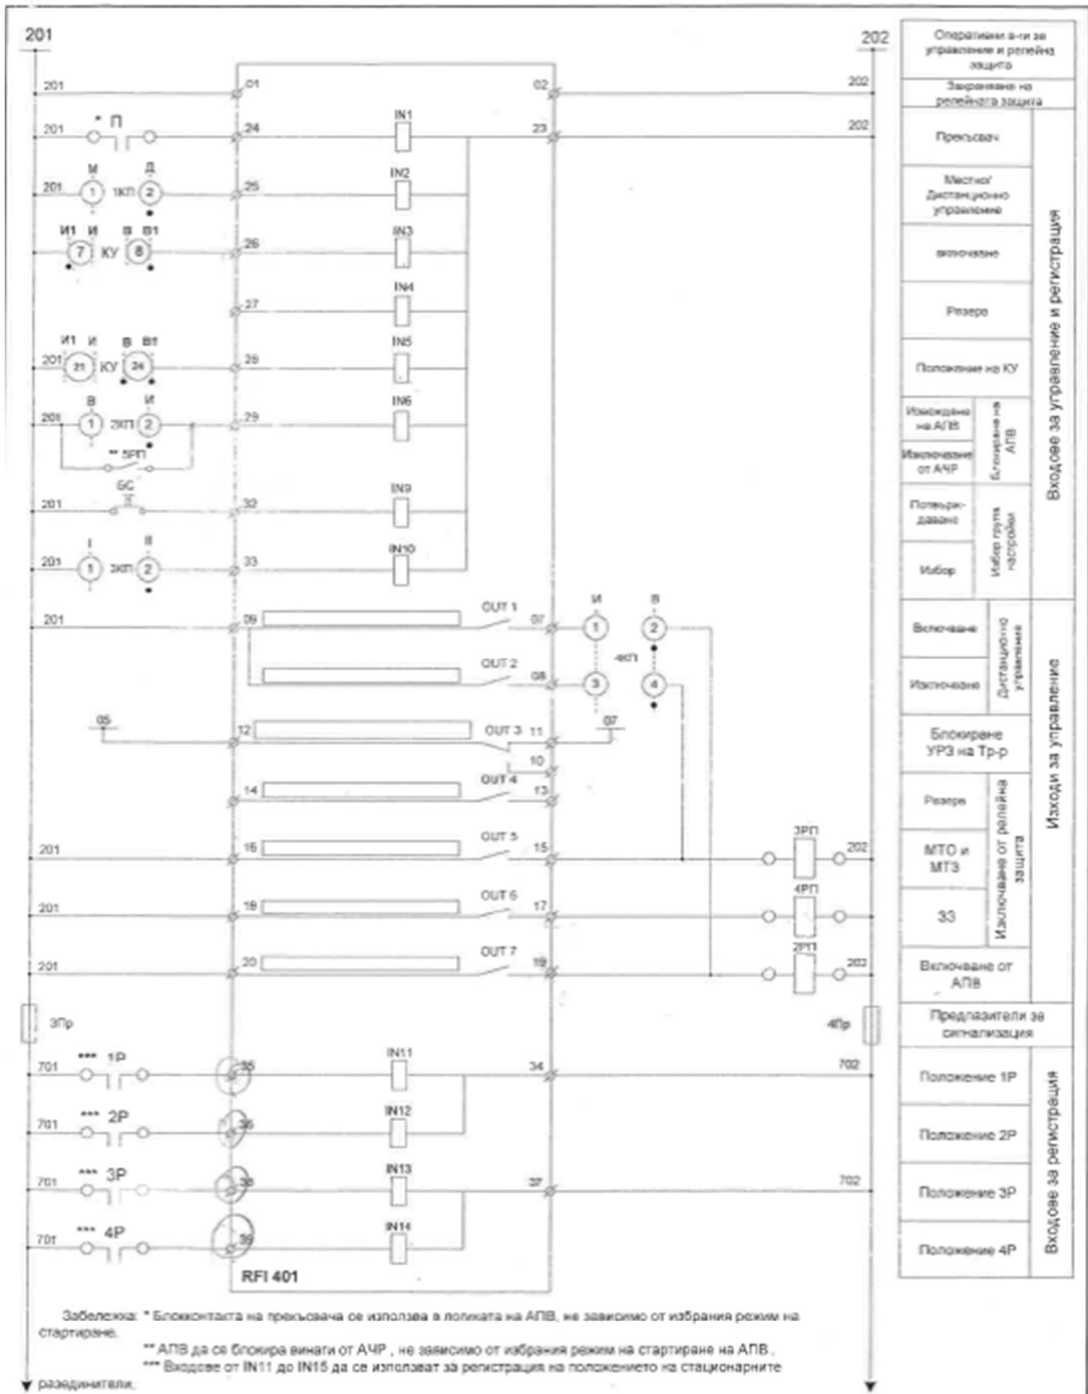 201
202
Оперативни в-ги за
управление и релейна
защита
201
01
02
202
Захранване на
релейната защита
201
* П
24
IN1
23
202
Прекъсвач
М
Д
201
1
1КП
2
25
IN2
Местно/
Дистанционно
управление
И1 И
В В1
7
КУ
8
26
IN3
включване
27
IN4
Резерв
И1 И
В В1
201
21
КУ
24
28
IN5
Положение на КУ
В
И
201
1
2КП
2
29
IN6
** 5РП
Извеждане
на АПВ
Изключване
от АЧР
Блокиране на
АПВ
БС
201
32
IN9
Потвърж-
даване
I
II
201
1
3КП
2
33
IN10
Избор
Избор група
настройки
Входове за управление и регистрация
201
09
OUT 1
07
И
В
1
2
Включване
OUT 2
08
4КП
3
4
Изключване
Дистанционно
управление
05
12
OUT 3
11
07
10
Блокиране
УРЗ на Тр-р
14
OUT 4
13
Резерв
201
16
OUT 5
15
3РП
202
МТО и
МТЗ
201
18
OUT 6
17
4РП
ЗЗ
Изключване от релейна
защита
201
20
OUT 7
19
2РП
202
Включване от
АПВ
Изходи за управление
3Пр
4Пр
Предпазители за
сигнализация
701
*** 1Р
35
IN11
34
702
Положение 1Р
701
*** 2Р
36
IN12
Положение 2Р
701
*** 3Р
38
IN13
37
702
Положение 3Р
701
*** 4Р
39
IN14
Положение 4Р
Входове за регистрация
RFI 401
Забележка: * Блокконтакта на прекъсвача се използва в логиката на АПВ, не зависимо от избрания режим на
стартиране.
** АПВ да се блокира винаги от АЧР , не зависимо от избрания режим на стартиране на АПВ .
*** Входове от IN11 до IN15 да се използват за регистрация на положението на стационарните
разединители.